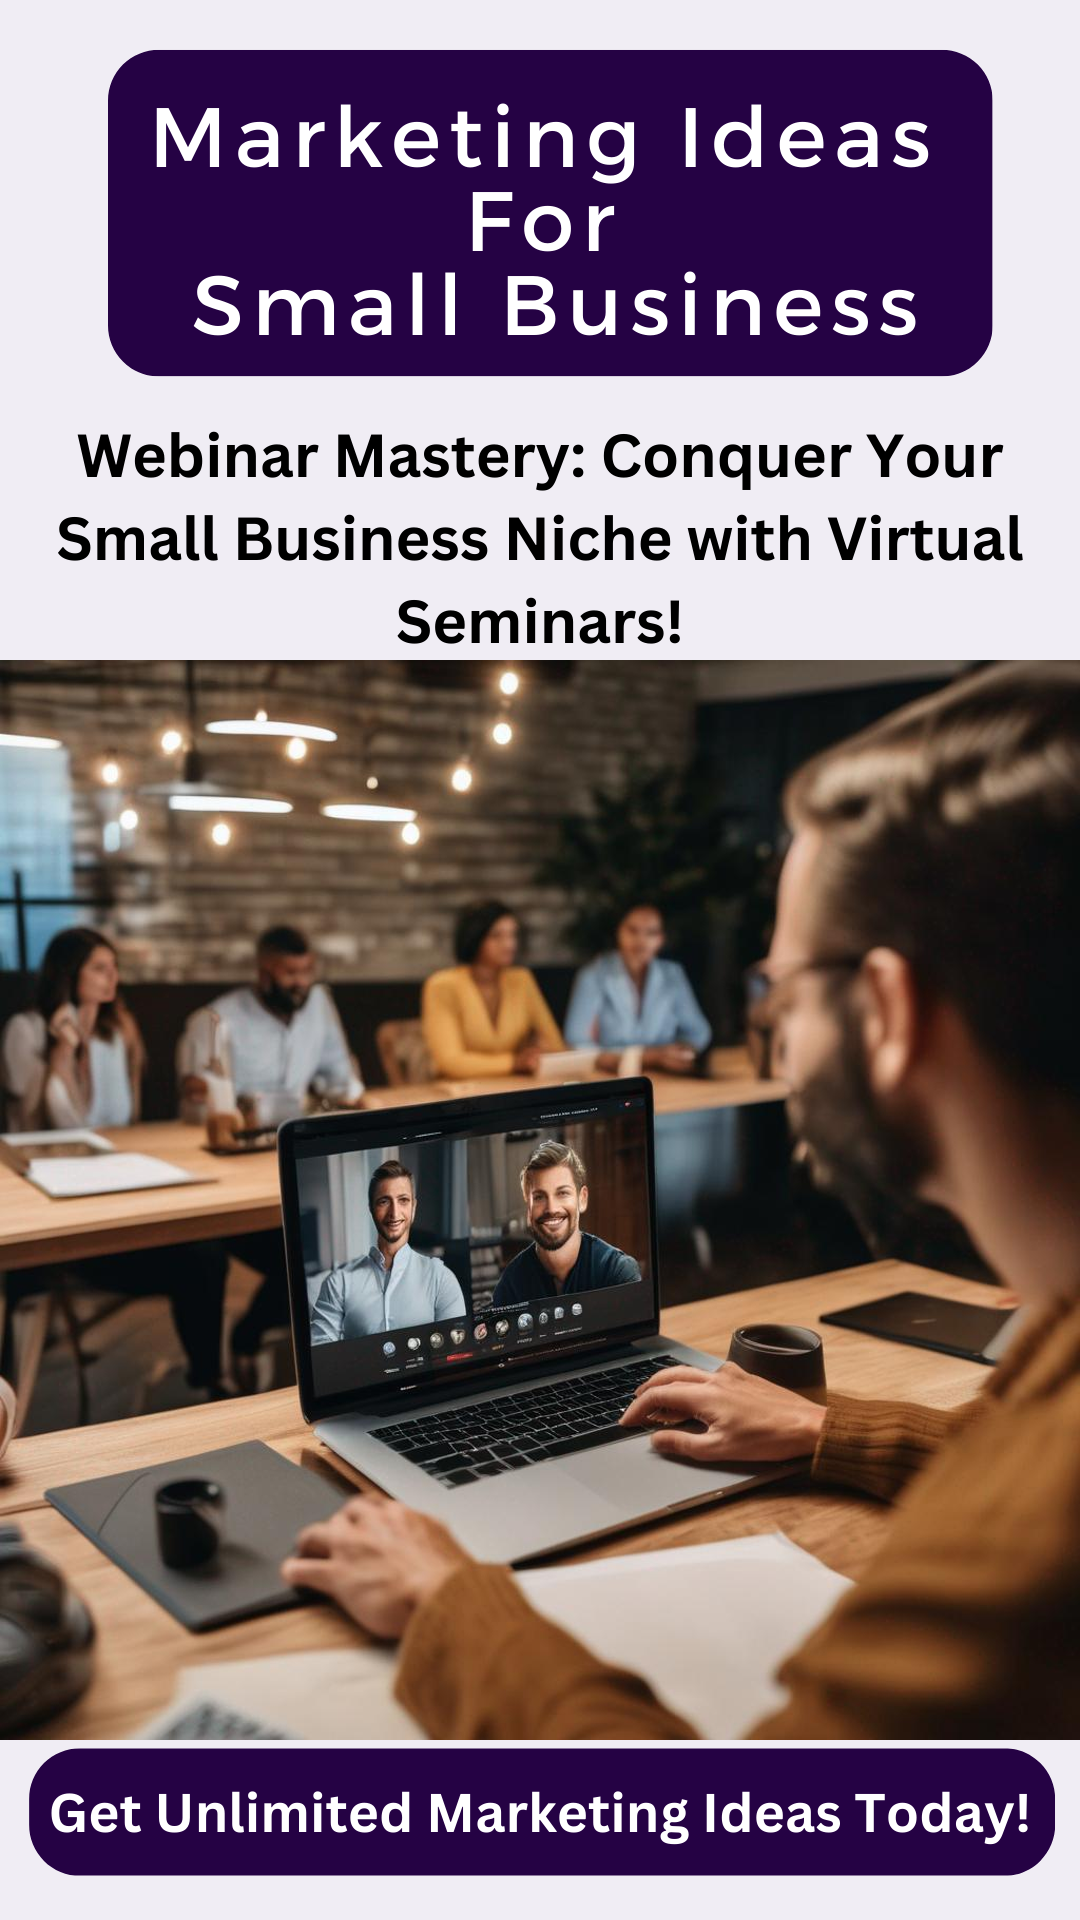 Marketing Ideas
For
Small Business
Webinar Mastery: Conquer Your
Small Business Niche with Virtual
Seminars!
Get Unlimited Marketing Ideas Today!